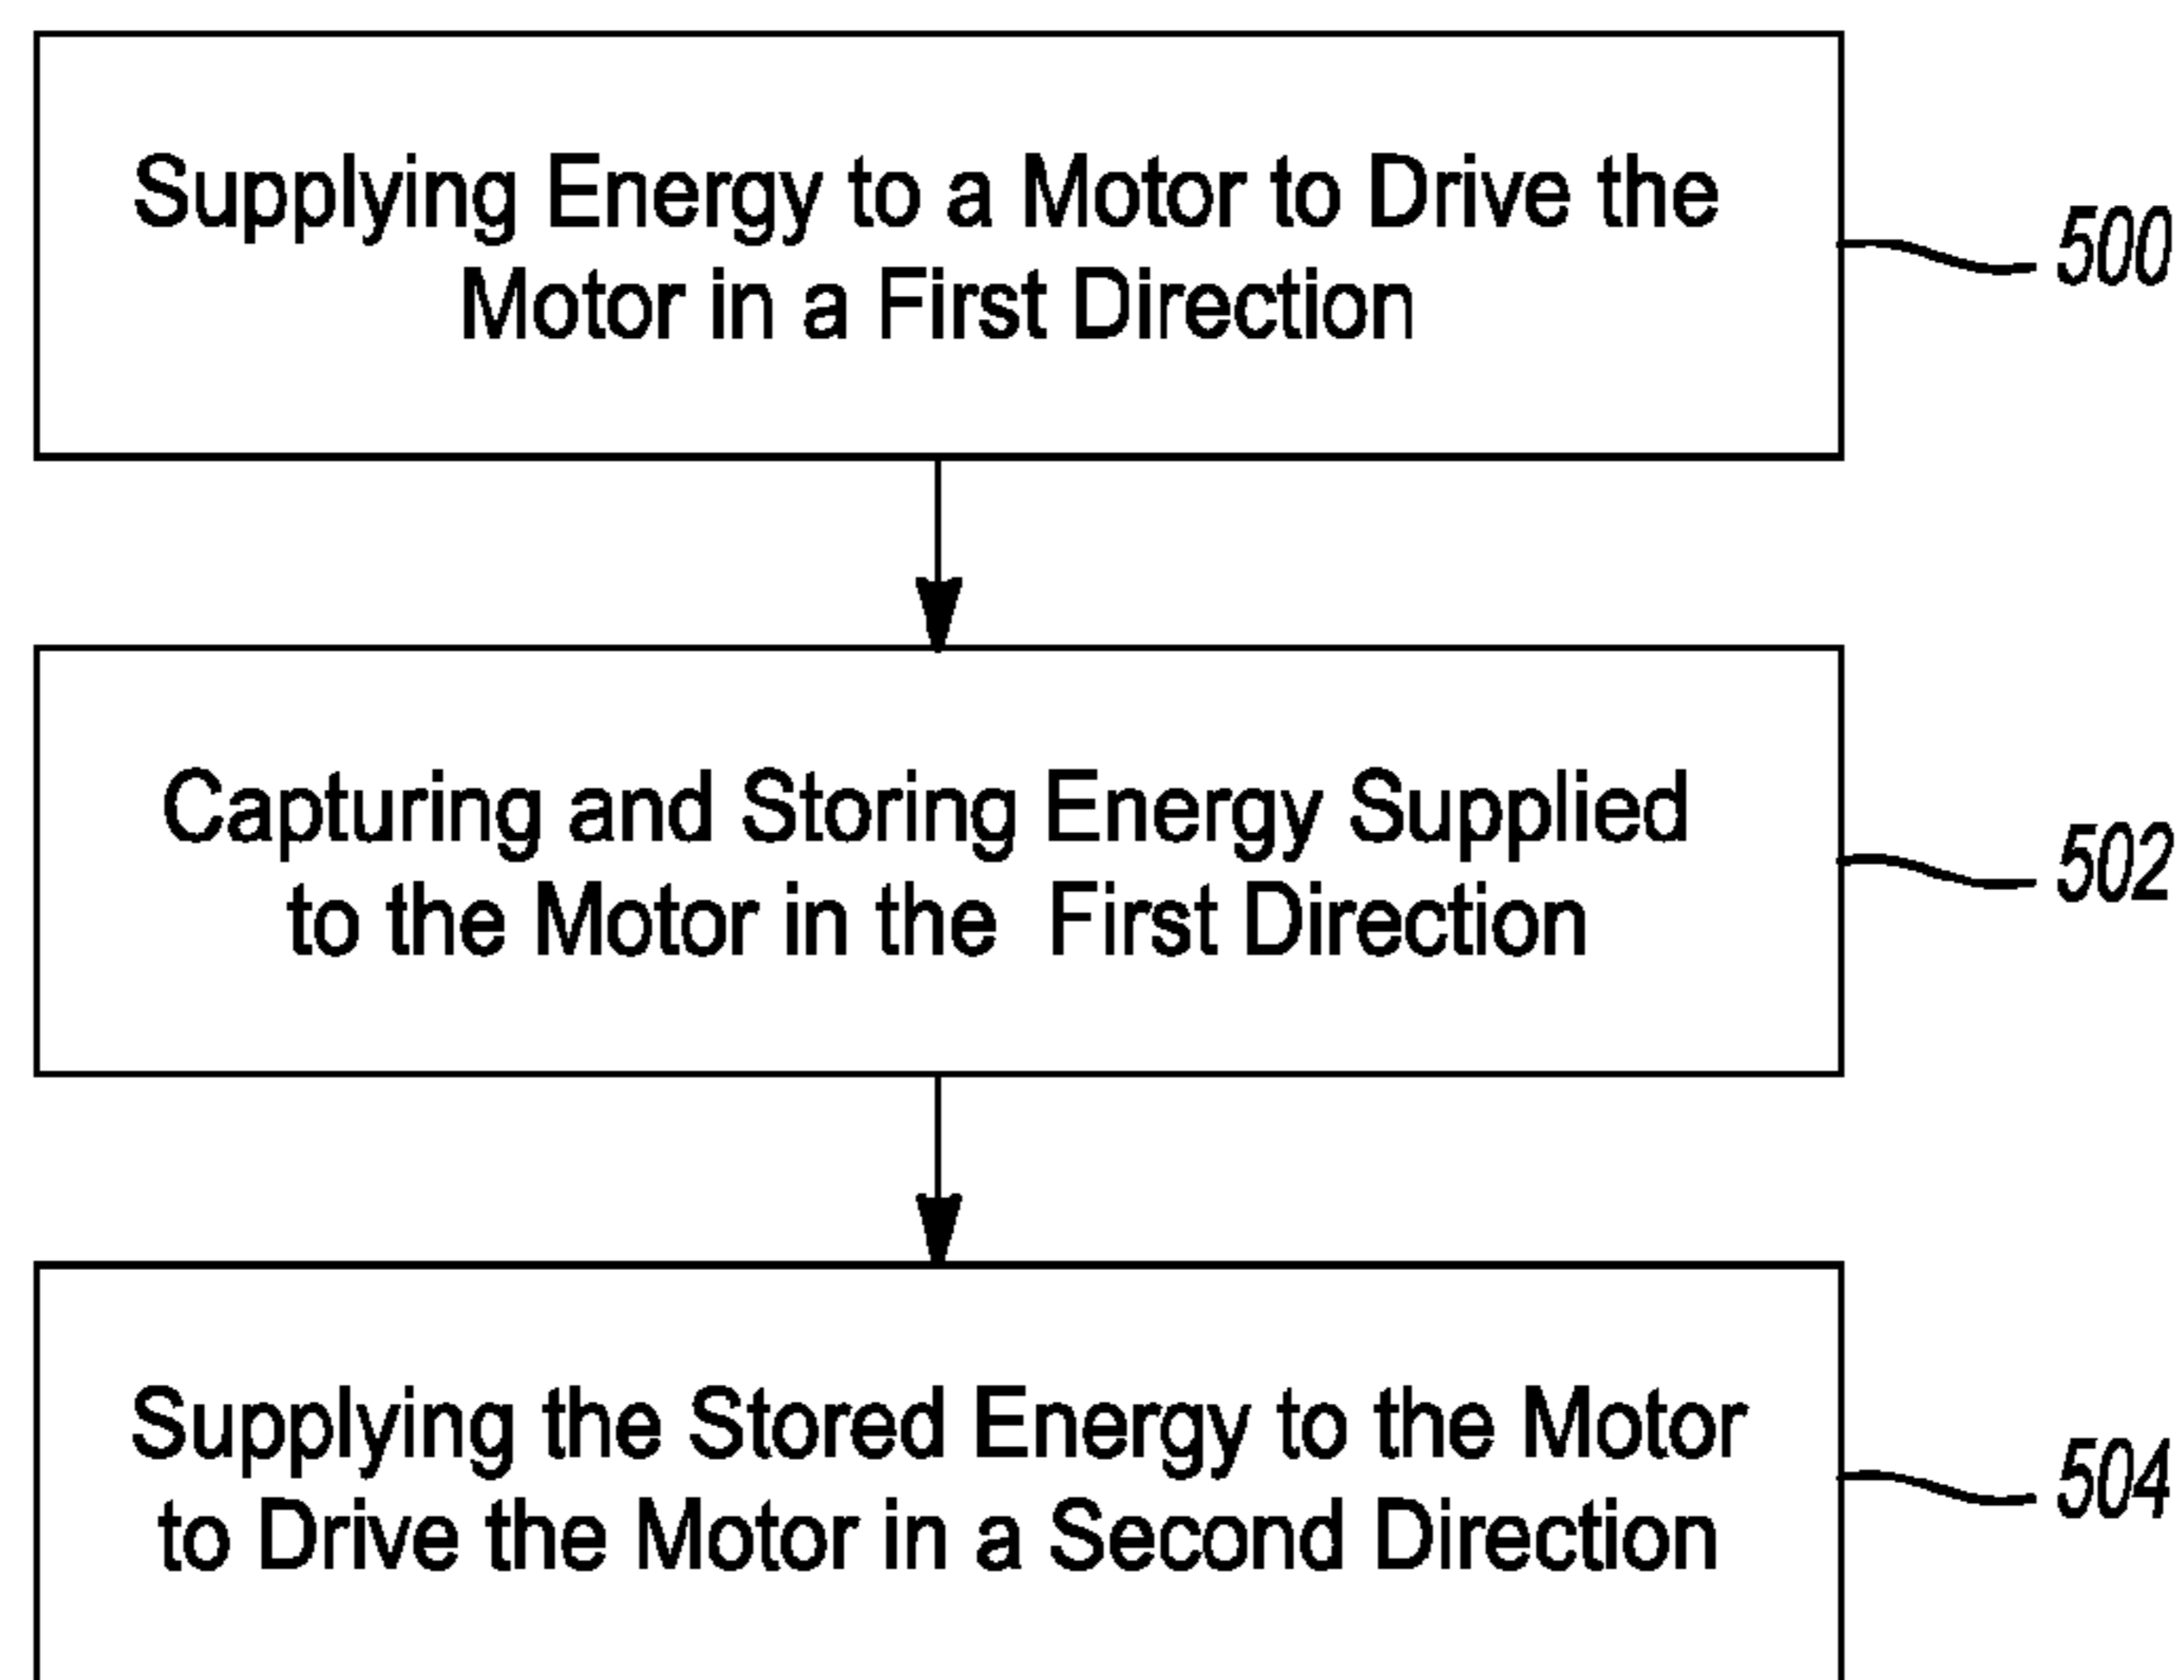 Supplying Energy to a Motor to Drive the
Motor in a First Direction
500
Capturing and Storing Energy Supplied
to the Motor in the First Direction
502
Supplying the Stored Energy to the Motor
to Drive the Motor in a Second Direction
504